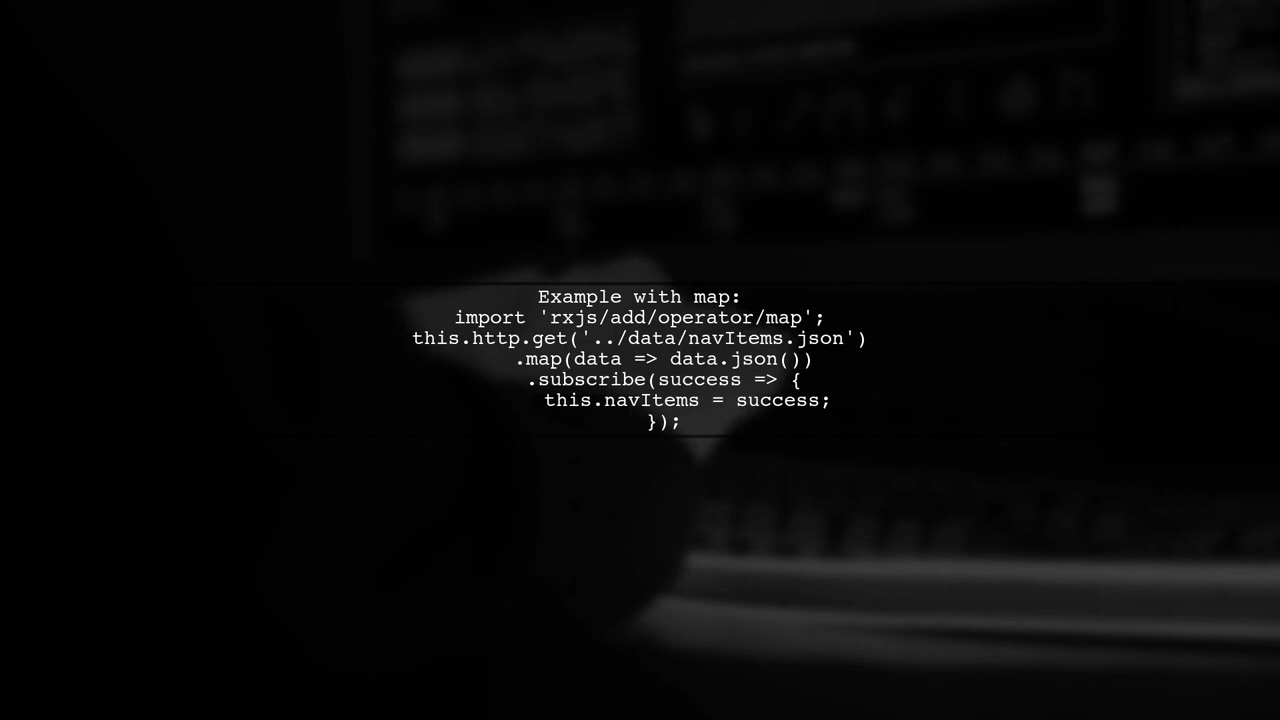 Example with map:
import 'rxjs/add/operator/map';
this.http.get('../data/navItems.json')
.map(data => data.json())
.subscribe(success => {
this.navItems = success;
});